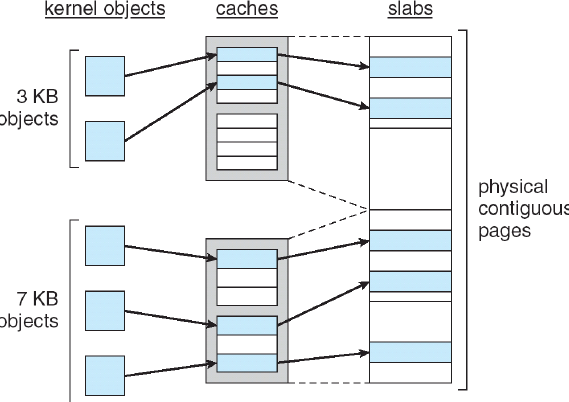 kernel objects
caches
slabs
3 KB
objects
7 KB
objects
physical
contiguous
pages